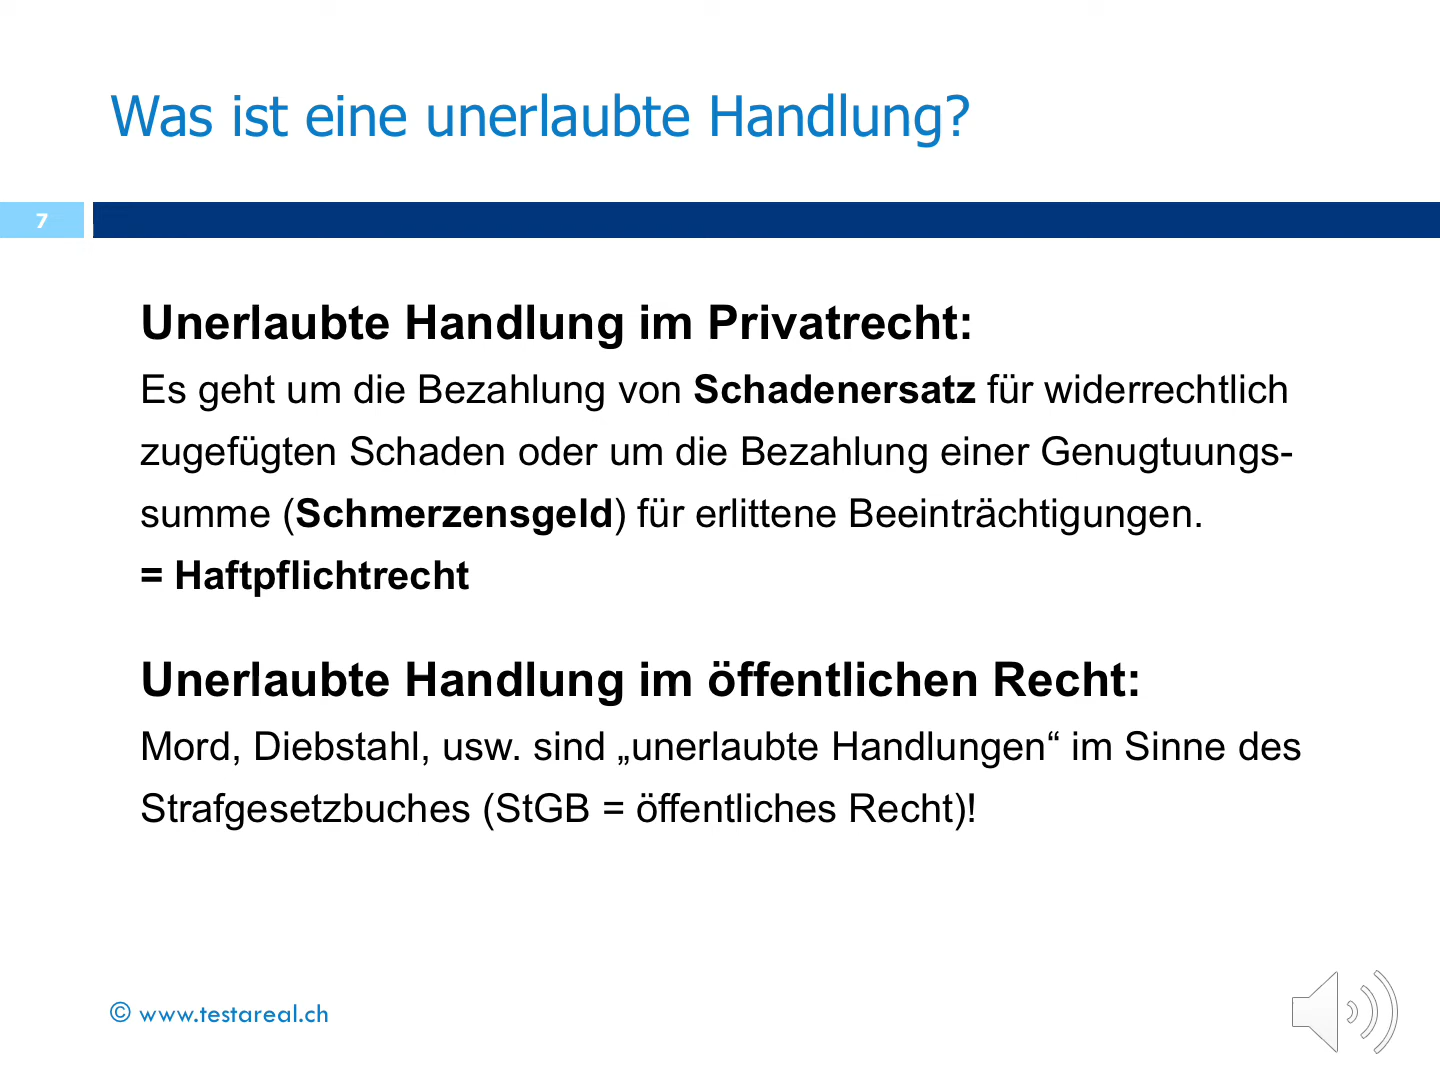 Was ist eine unerlaubte Handlung?
7
Unerlaubte Handlung im Privatrecht:
Es geht um die Bezahlung von Schadenersatz für widerrechtlich
zugefügten Schaden oder um die Bezahlung einer Genugtuungs-
summe (Schmerzensgeld) für erlittene Beeinträchtigungen.
= Haftpflichtrecht
Unerlaubte Handlung im öffentlichen Recht:
Mord, Diebstahl, usw. sind „unerlaubte Handlungen“ im Sinne des
Strafgesetzbuches (StGB = öffentliches Recht)!
© www.testareal.ch